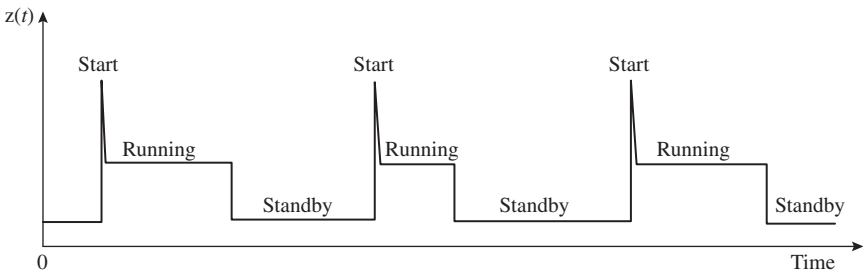 z(t)
Start Start Start
Running Running Running
Standby Standby Standby
0 Time